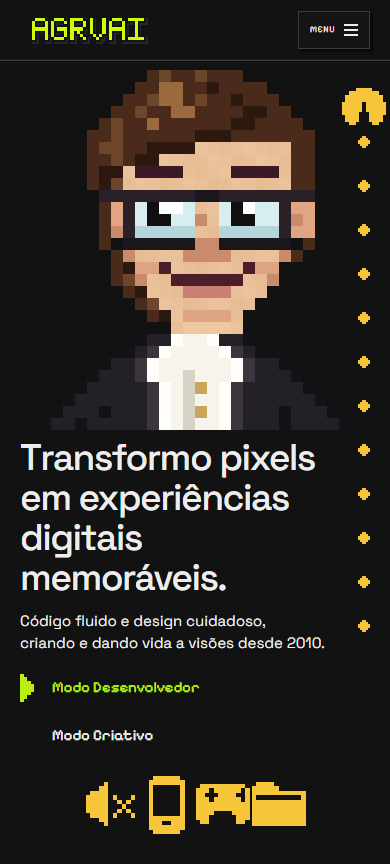 AGRVAI
MENU
Transformo pixels
em experiências
digitais
memoráveis.
Código fluido e design cuidadoso,
criando e dando vida a visões desde 2010.
Modo Desenvolvedor
Modo Criativo